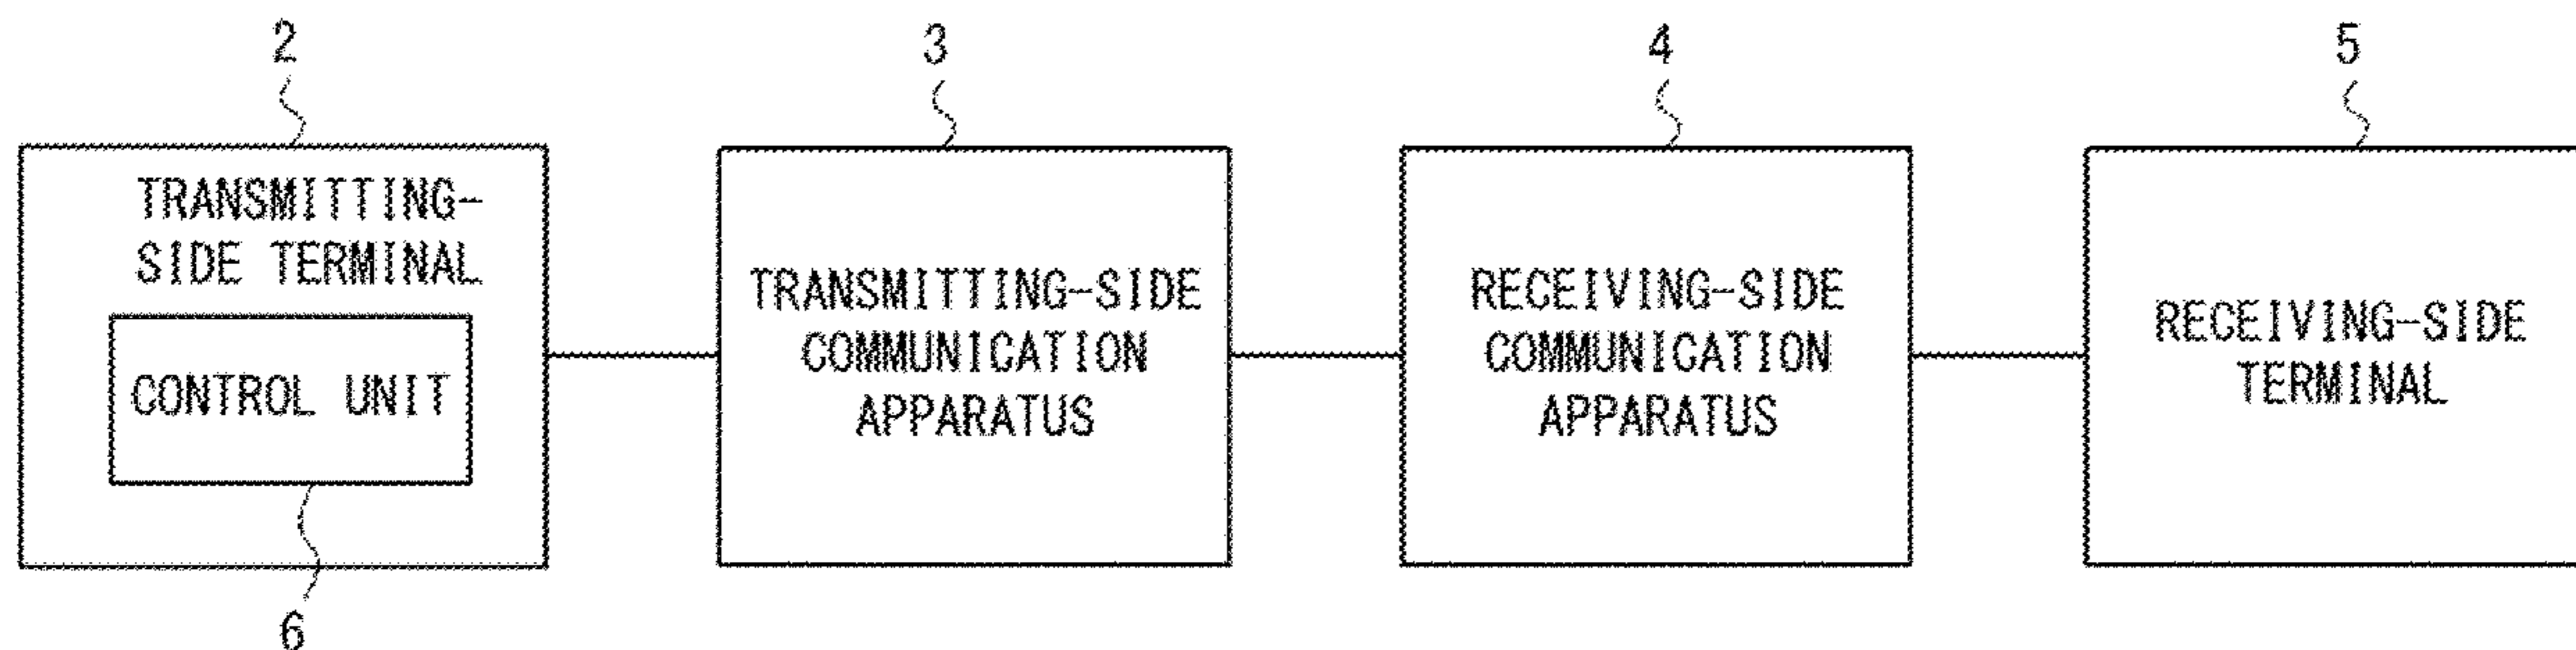 2
3
4
5
TRANSMITTING-
SIDE TERMINAL
CONTROL UNIT
TRANSMITTING-SIDE
COMMUNICATION
APPARATUS
RECEIVING-SIDE
COMMUNICATION
APPARATUS
RECEIVING-SIDE
TERMINAL
6